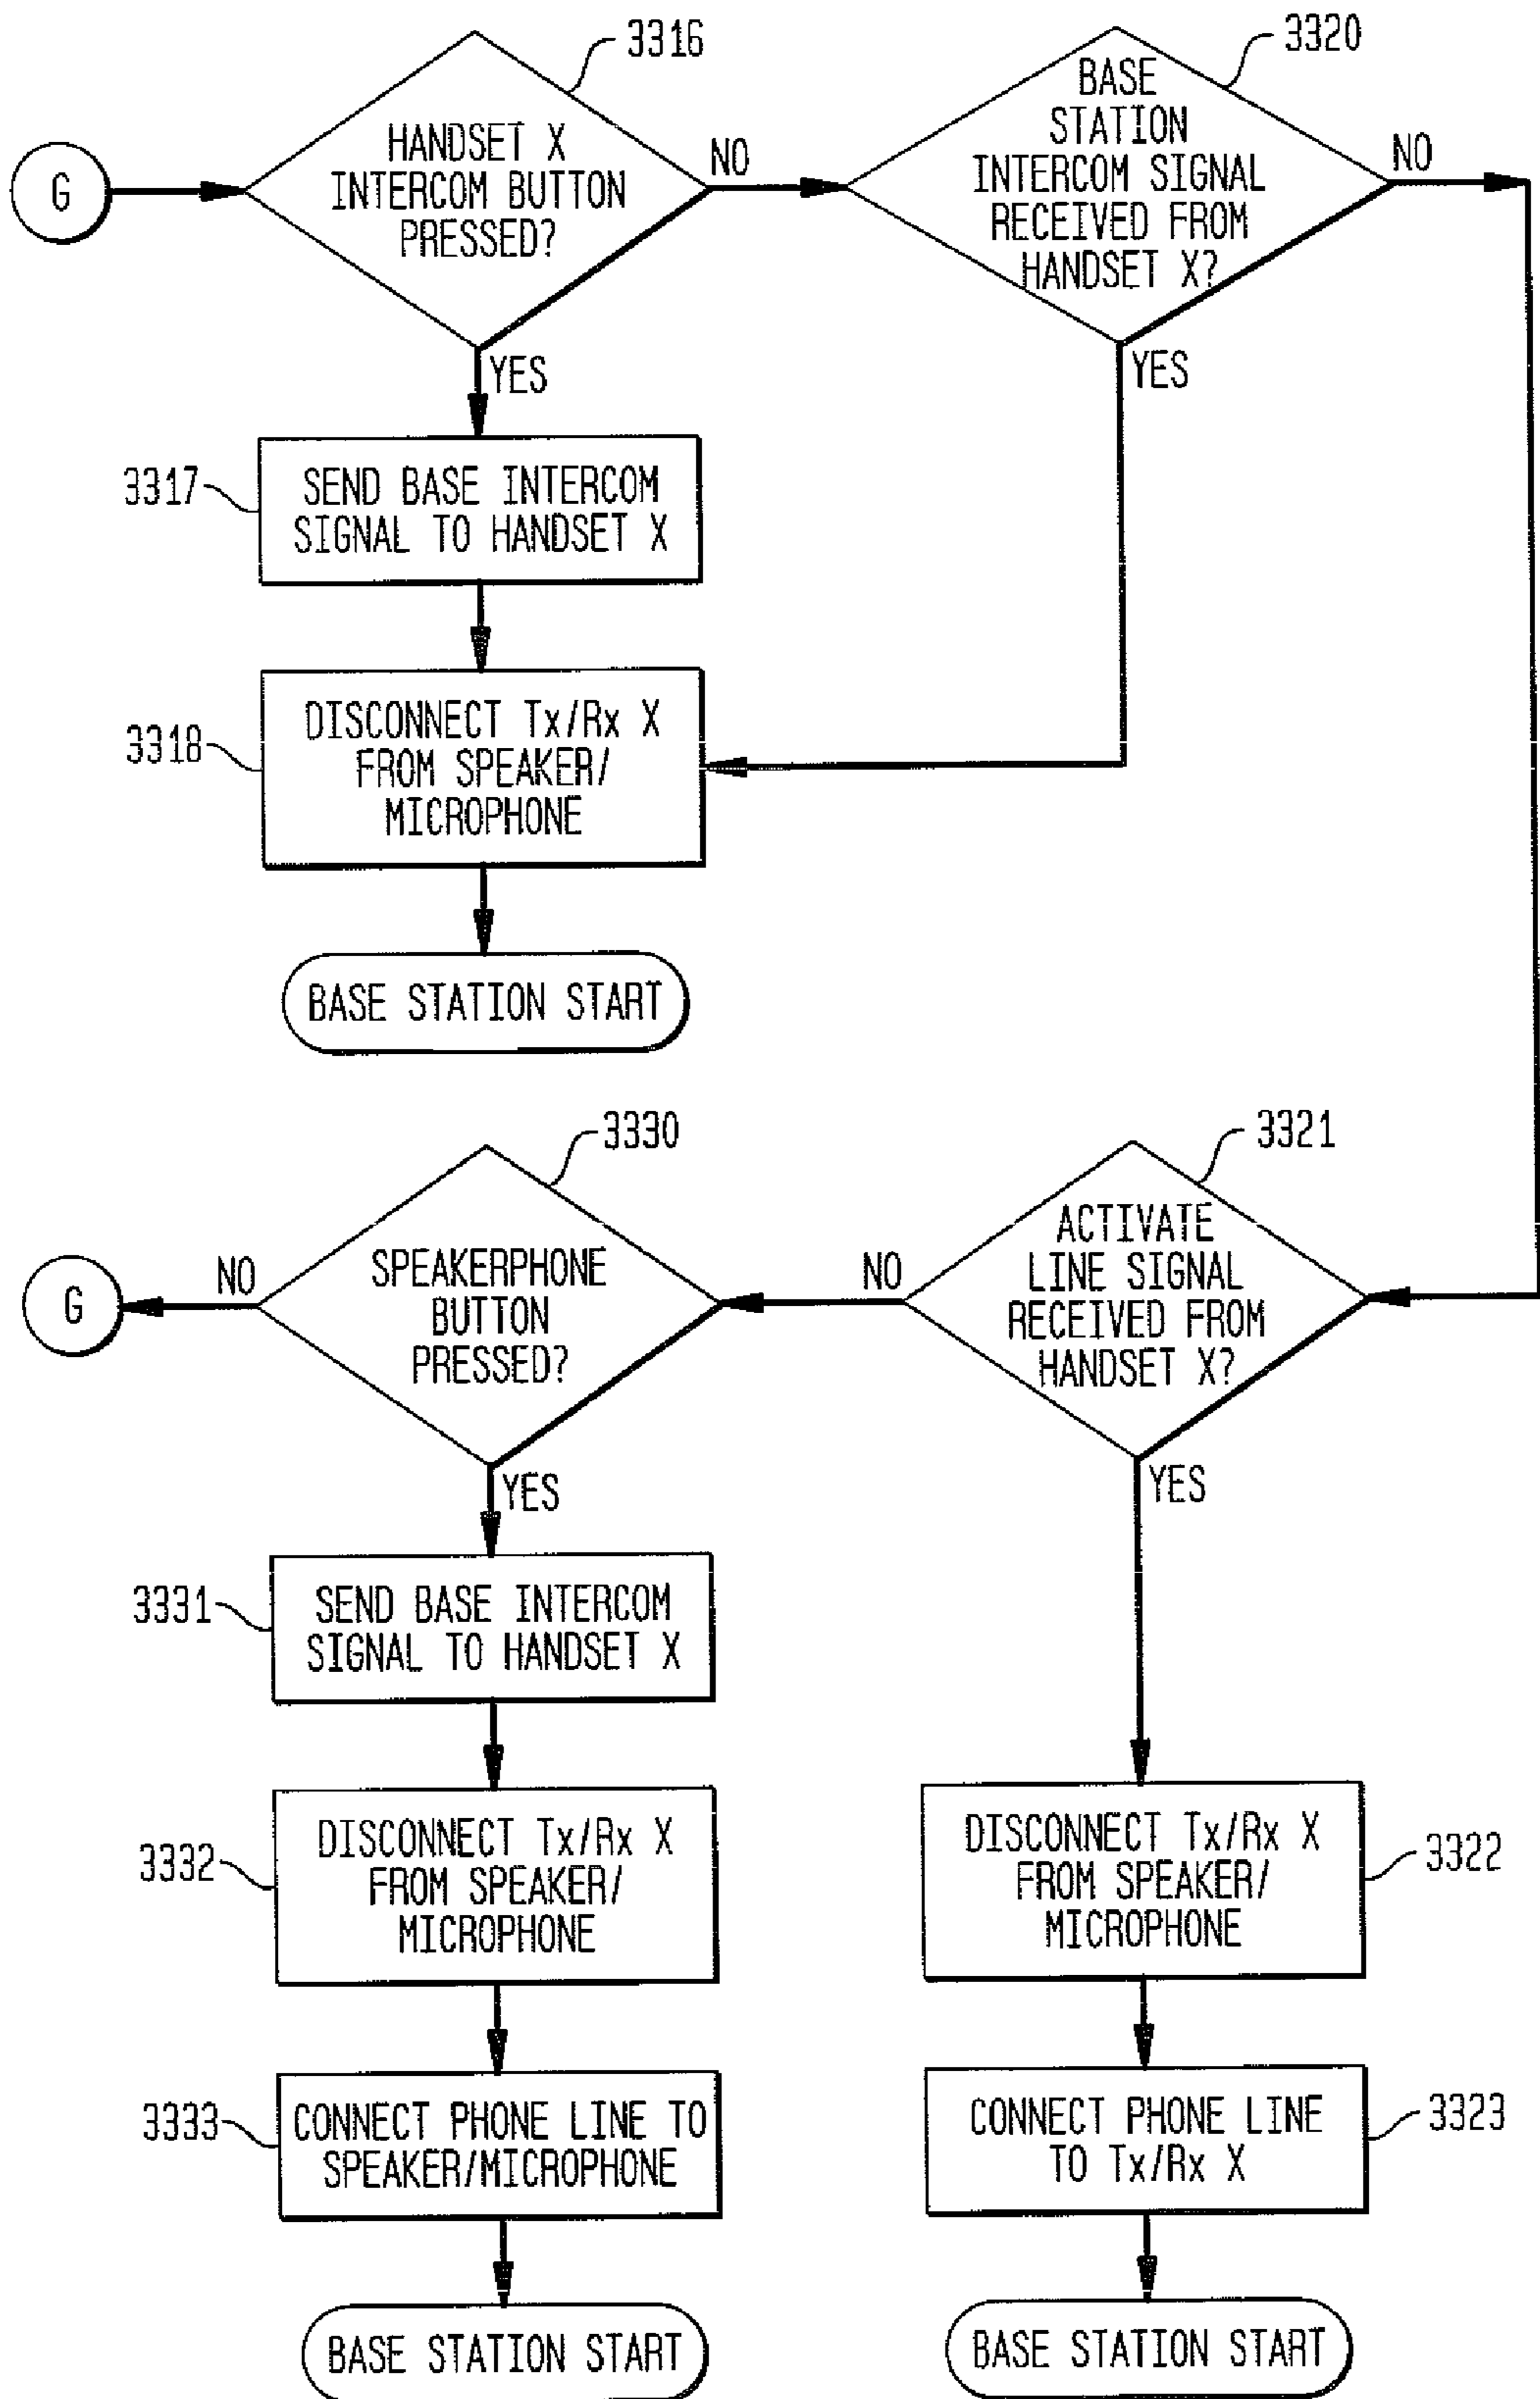 3316
3320
G
HANDSET X
INTERCOM BUTTON
PRESSED?
NO
BASE
STATION
INTERCOM SIGNAL
RECEIVED FROM
HANDSET X?
NO
YES
YES
3317
SEND BASE INTERCOM
SIGNAL TO HANDSET X
3318
DISCONNECT Tx/Rx X
FROM SPEAKER/
MICROPHONE
BASE STATION START
3330
3321
G
NO
SPEAKERPHONE
BUTTON
PRESSED?
NO
ACTIVATE
LINE SIGNAL
RECEIVED FROM
HANDSET X?
YES
YES
3331
SEND BASE INTERCOM
SIGNAL TO HANDSET X
3332
DISCONNECT Tx/Rx X
FROM SPEAKER/
MICROPHONE
DISCONNECT Tx/Rx X
FROM SPEAKER/
MICROPHONE
3322
3333
CONNECT PHONE LINE TO
SPEAKER/MICROPHONE
CONNECT PHONE LINE
TO Tx/Rx X
3323
BASE STATION START
BASE STATION START